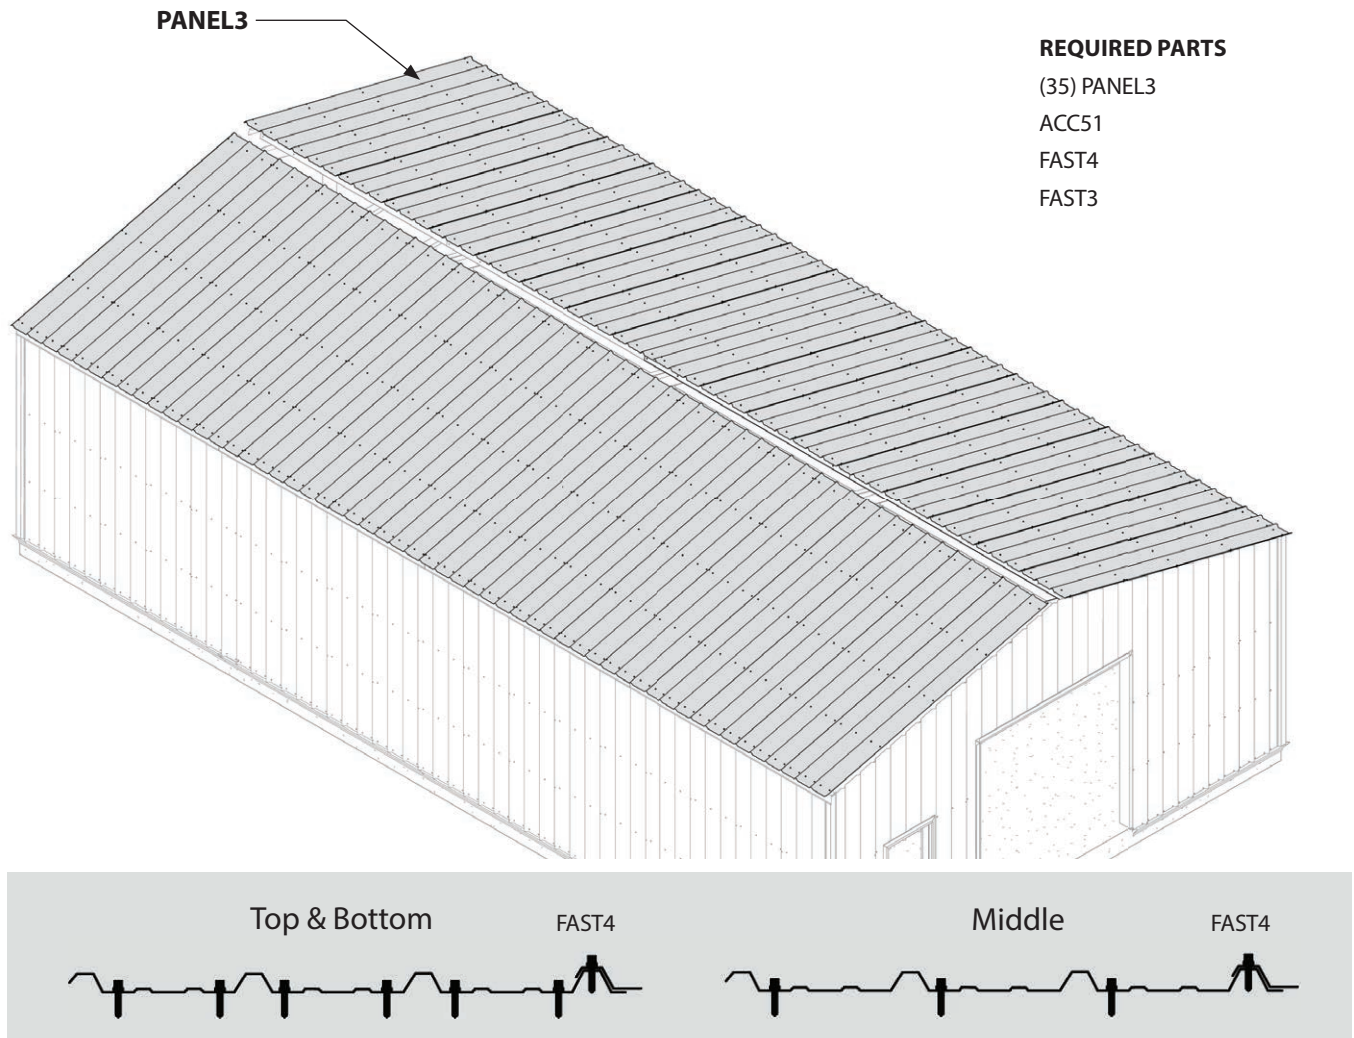 PANEL3
REQUIRED PARTS
(35) PANEL3
ACC51
FAST4
FAST3
Top & Bottom
FAST4
Middle
FAST4